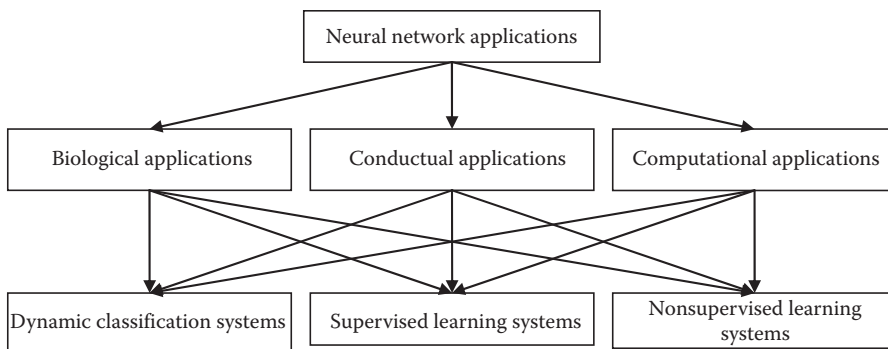 Neural network applications
Biological applications
Conductual applications
Computational applications
Dynamic classification systems
Supervised learning systems
Nonsupervised learning
systems